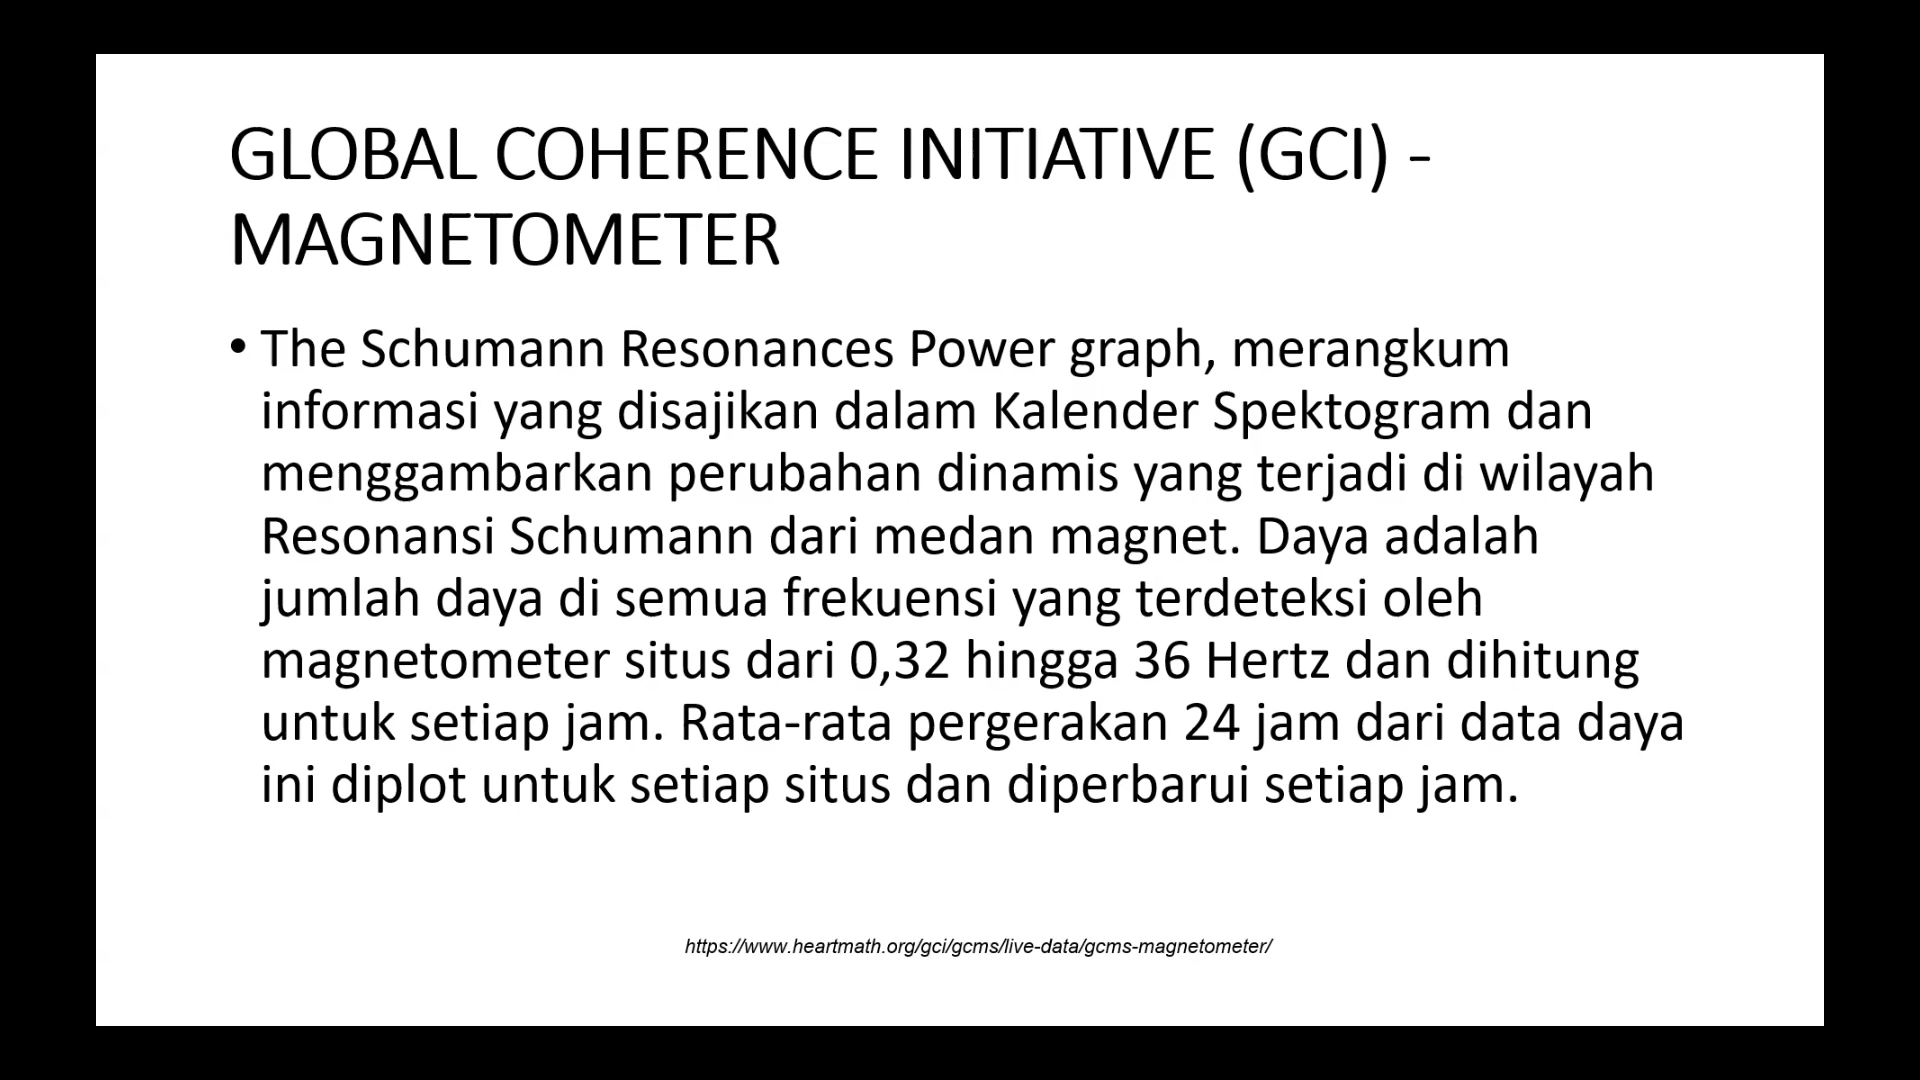 GLOBAL COHERENCE INITIATIVE (GCI) -
MAGNETOMETER
• The Schumann Resonances Power graph, merangkum
informasi yang disajikan dalam Kalender Spektogram dan
menggambarkan perubahan dinamis yang terjadi di wilayah
Resonansi Schumann dari medan magnet. Daya adalah
jumlah daya di semua frekuensi yang terdeteksi oleh
magnetometer situs dari 0,32 hingga 36 Hertz dan dihitung
untuk setiap jam. Rata-rata pergerakan 24 jam dari data daya
ini diplot untuk setiap situs dan diperbarui setiap jam.
https://www.heartmath.org/gci/gcms/live-data/gcms-magnetometer/